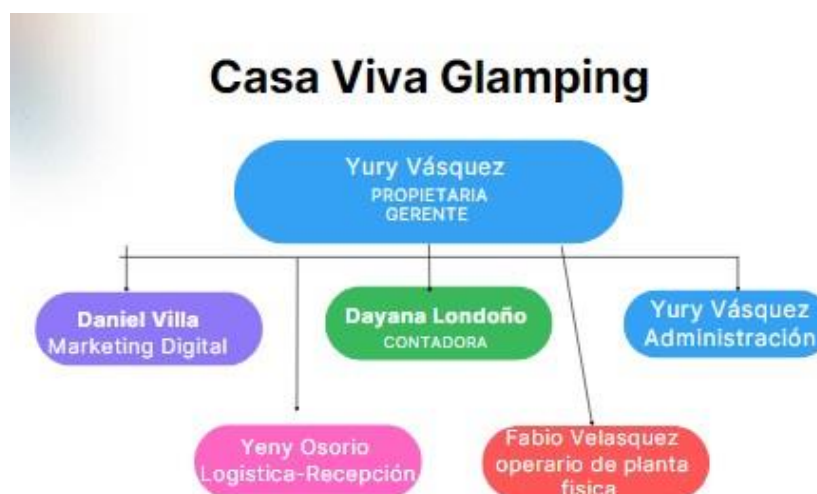 Casa Viva Glamping
Yury Vásquez
PROPIETARIA
GERENTE
Daniel Villa
Marketing Digital
Dayana Londoño
CONTADORA
Yury Vásquez
Administración
Yeny Osorio
Logistica-Recepción
Fabio Velasquez
operario de planta
fisica